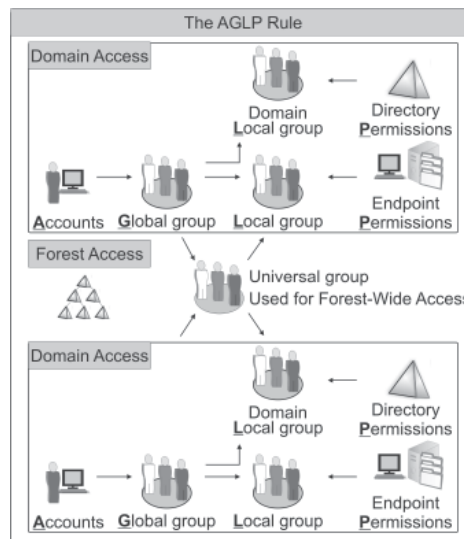 The AGLP Rule
Domain Access
Domain
Local group
Directory
Permissions
Accounts
Global group
Local group
Endpoint
Permissions
Forest Access
Universal group
Used for Forest-Wide Access
Domain Access
Domain
Local group
Directory
Permissions
Accounts
Global group
Local group
Endpoint
Permissions